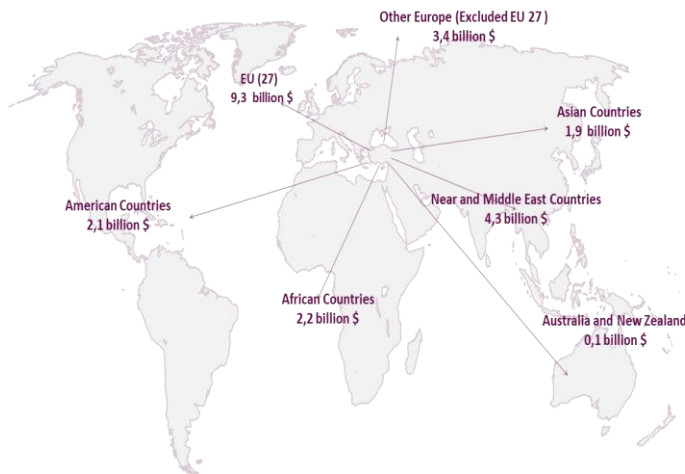 Other Europe (Excluded EU 27 )
3,4 billion $
EU (27)
9,3 billion $
Asian Countries
1,9 billion $
American Countries
2,1 billion $
Near and Middle East Countries
4,3 billion $
African Countries
2,2 billion $
Australia and New Zealand
0,1 billion $